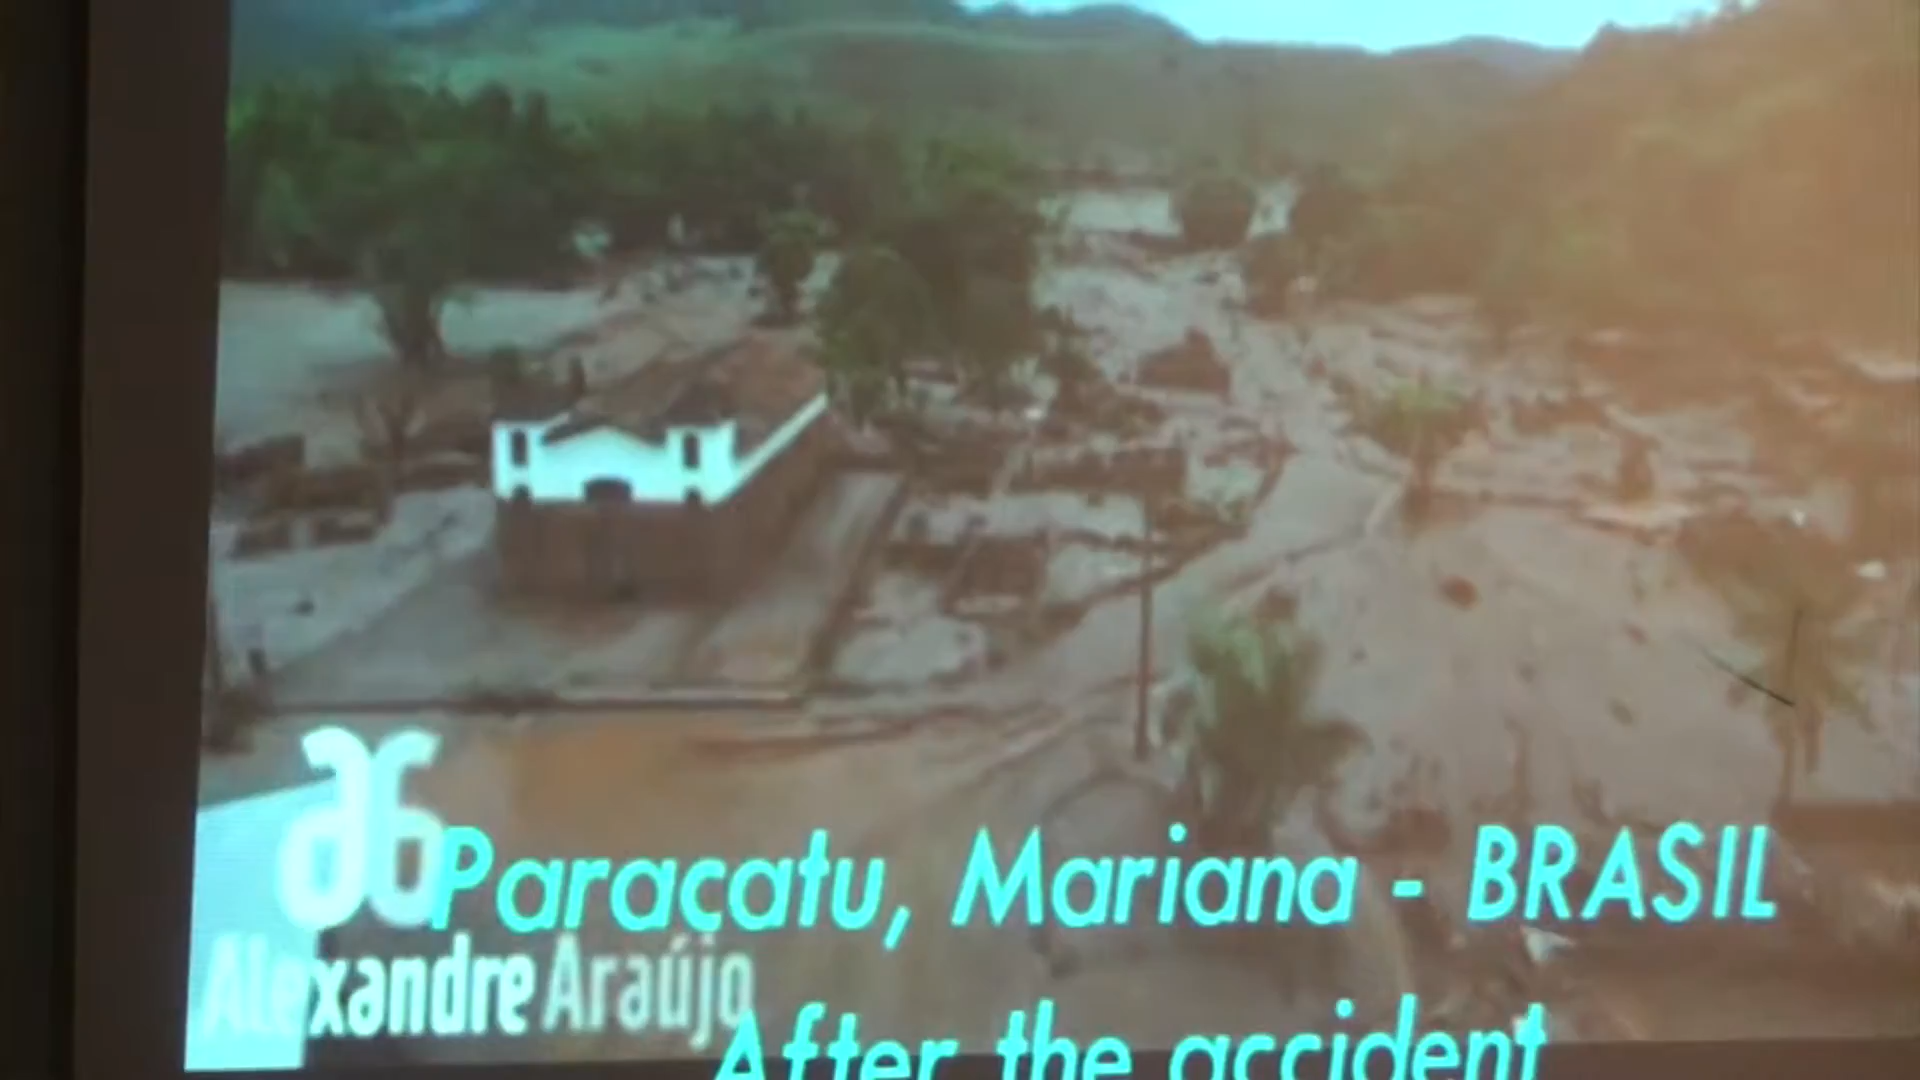 Paracatu, Mariana - BRASIL
Alexandre Araújo
After the accident